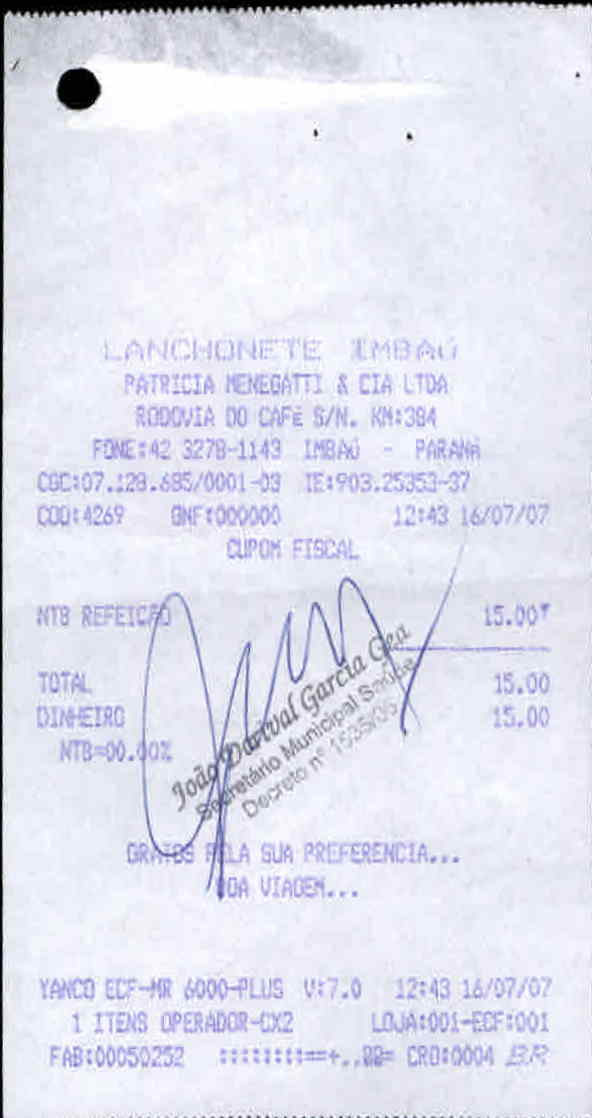 LANCHONETE IMBAÚ
PATRICIA MENEGATTI & CIA LTDA
RODOVIA DO CAFÉ S/N. KM:384
FONE:42 3278-1143 IMBAÚ - PARANÁ
CGC:07.128.685/0001-03 IE:903.25353-37
COO:4269 GNF:000000 12:43 16/07/07
CUPOM FISCAL
NTB REFEIÇÃO 15.00T
TOTAL 15.00
DINHEIRO 15.00
NTB=00.00%
João Darival Garcia Gea
Secretário Municipal Saúde
Decreto nº 1535/05
GRATOS PELA SUA PREFERENCIA...
BOA VIAGEM...
YANCO ECF-MR 6000-PLUS V:7.0 12:43 16/07/07
1 ITENS OPERADOR-CX2 LOJA:001-ECF:001
FAB:00050252 CRO:0004 BR